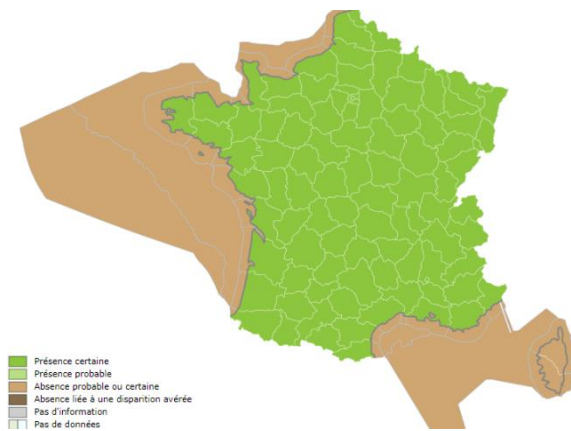 Présence certaine
Présence probable
Absence probable ou certaine
Absence liée à une disparition avérée
Pas d'information
Pas de données